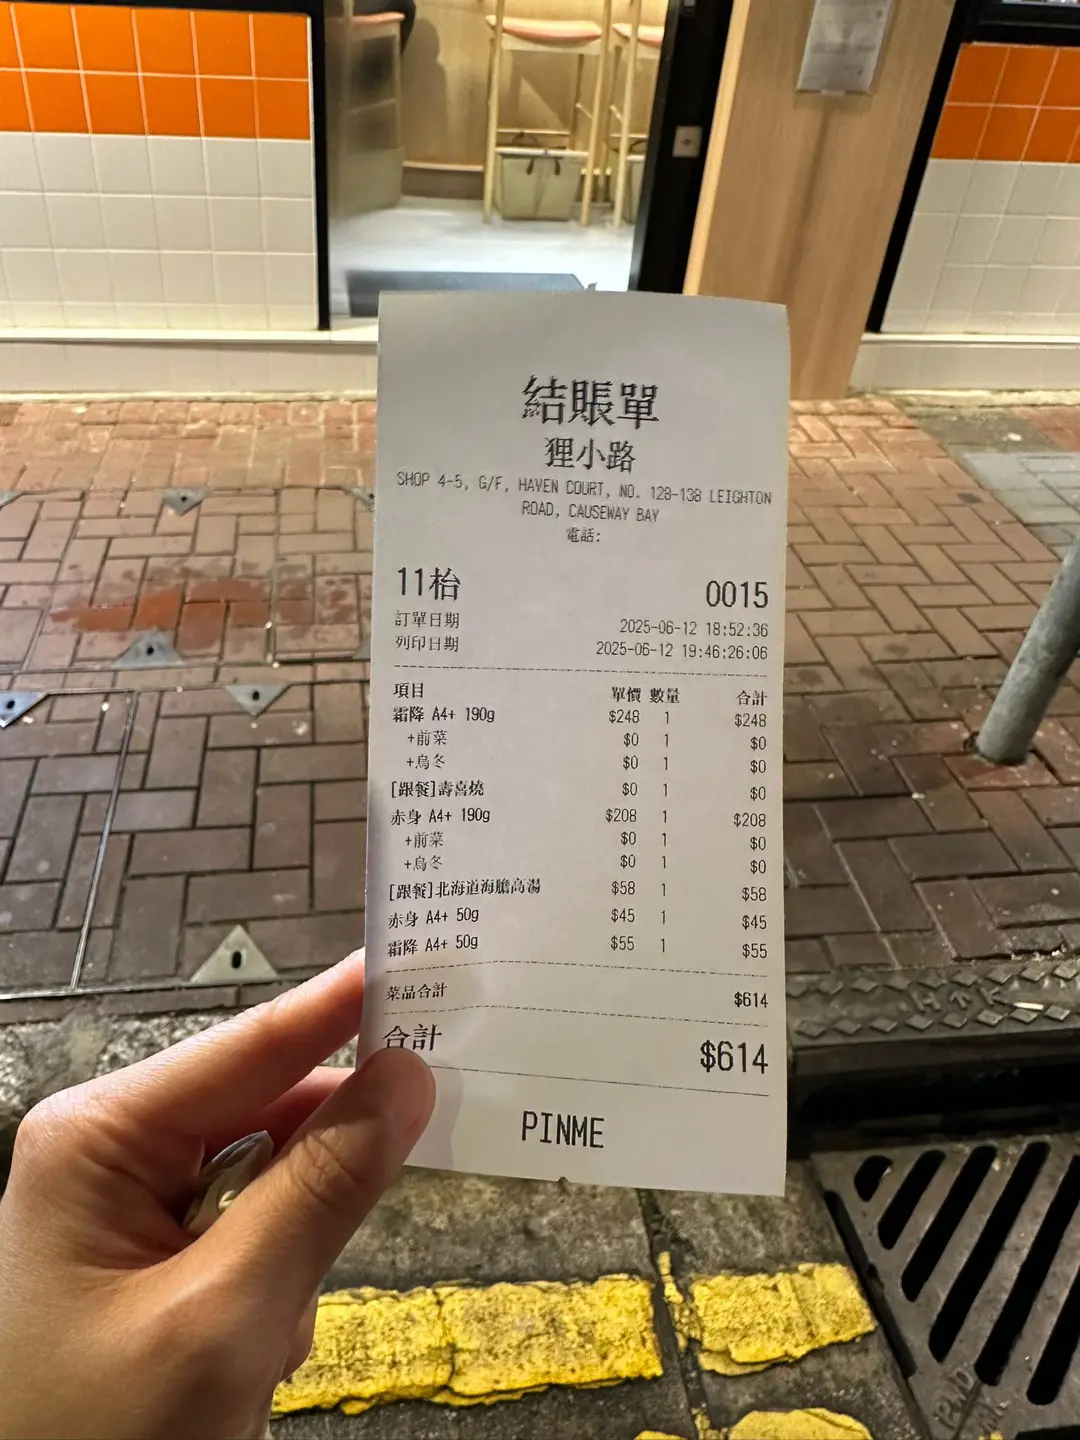 結賬單
狸小路
SHOP 4-5, G/F, HAVEN COURT, NO. 128-138 LEIGHTON
ROAD, CAUSEWAY BAY
電話:
11枱 0015
訂單日期 2025-06-12 18:52:36
列印日期 2025-06-12 19:46:26:06
項目 單價 數量 合計
霜降 A4+ 190g $248 1 $248
+前菜 $0 1 $0
+烏冬 $0 1 $0
[跟餐]壽喜燒 $0 1 $0
赤身 A4+ 190g $208 1 $208
+前菜 $0 1 $0
+烏冬 $0 1 $0
[跟餐]北海道海膽高湯 $58 1 $58
赤身 A4+ 50g $45 1 $45
霜降 A4+ 50g $55 1 $55
菜品合計 $614
合計 $614
PINME